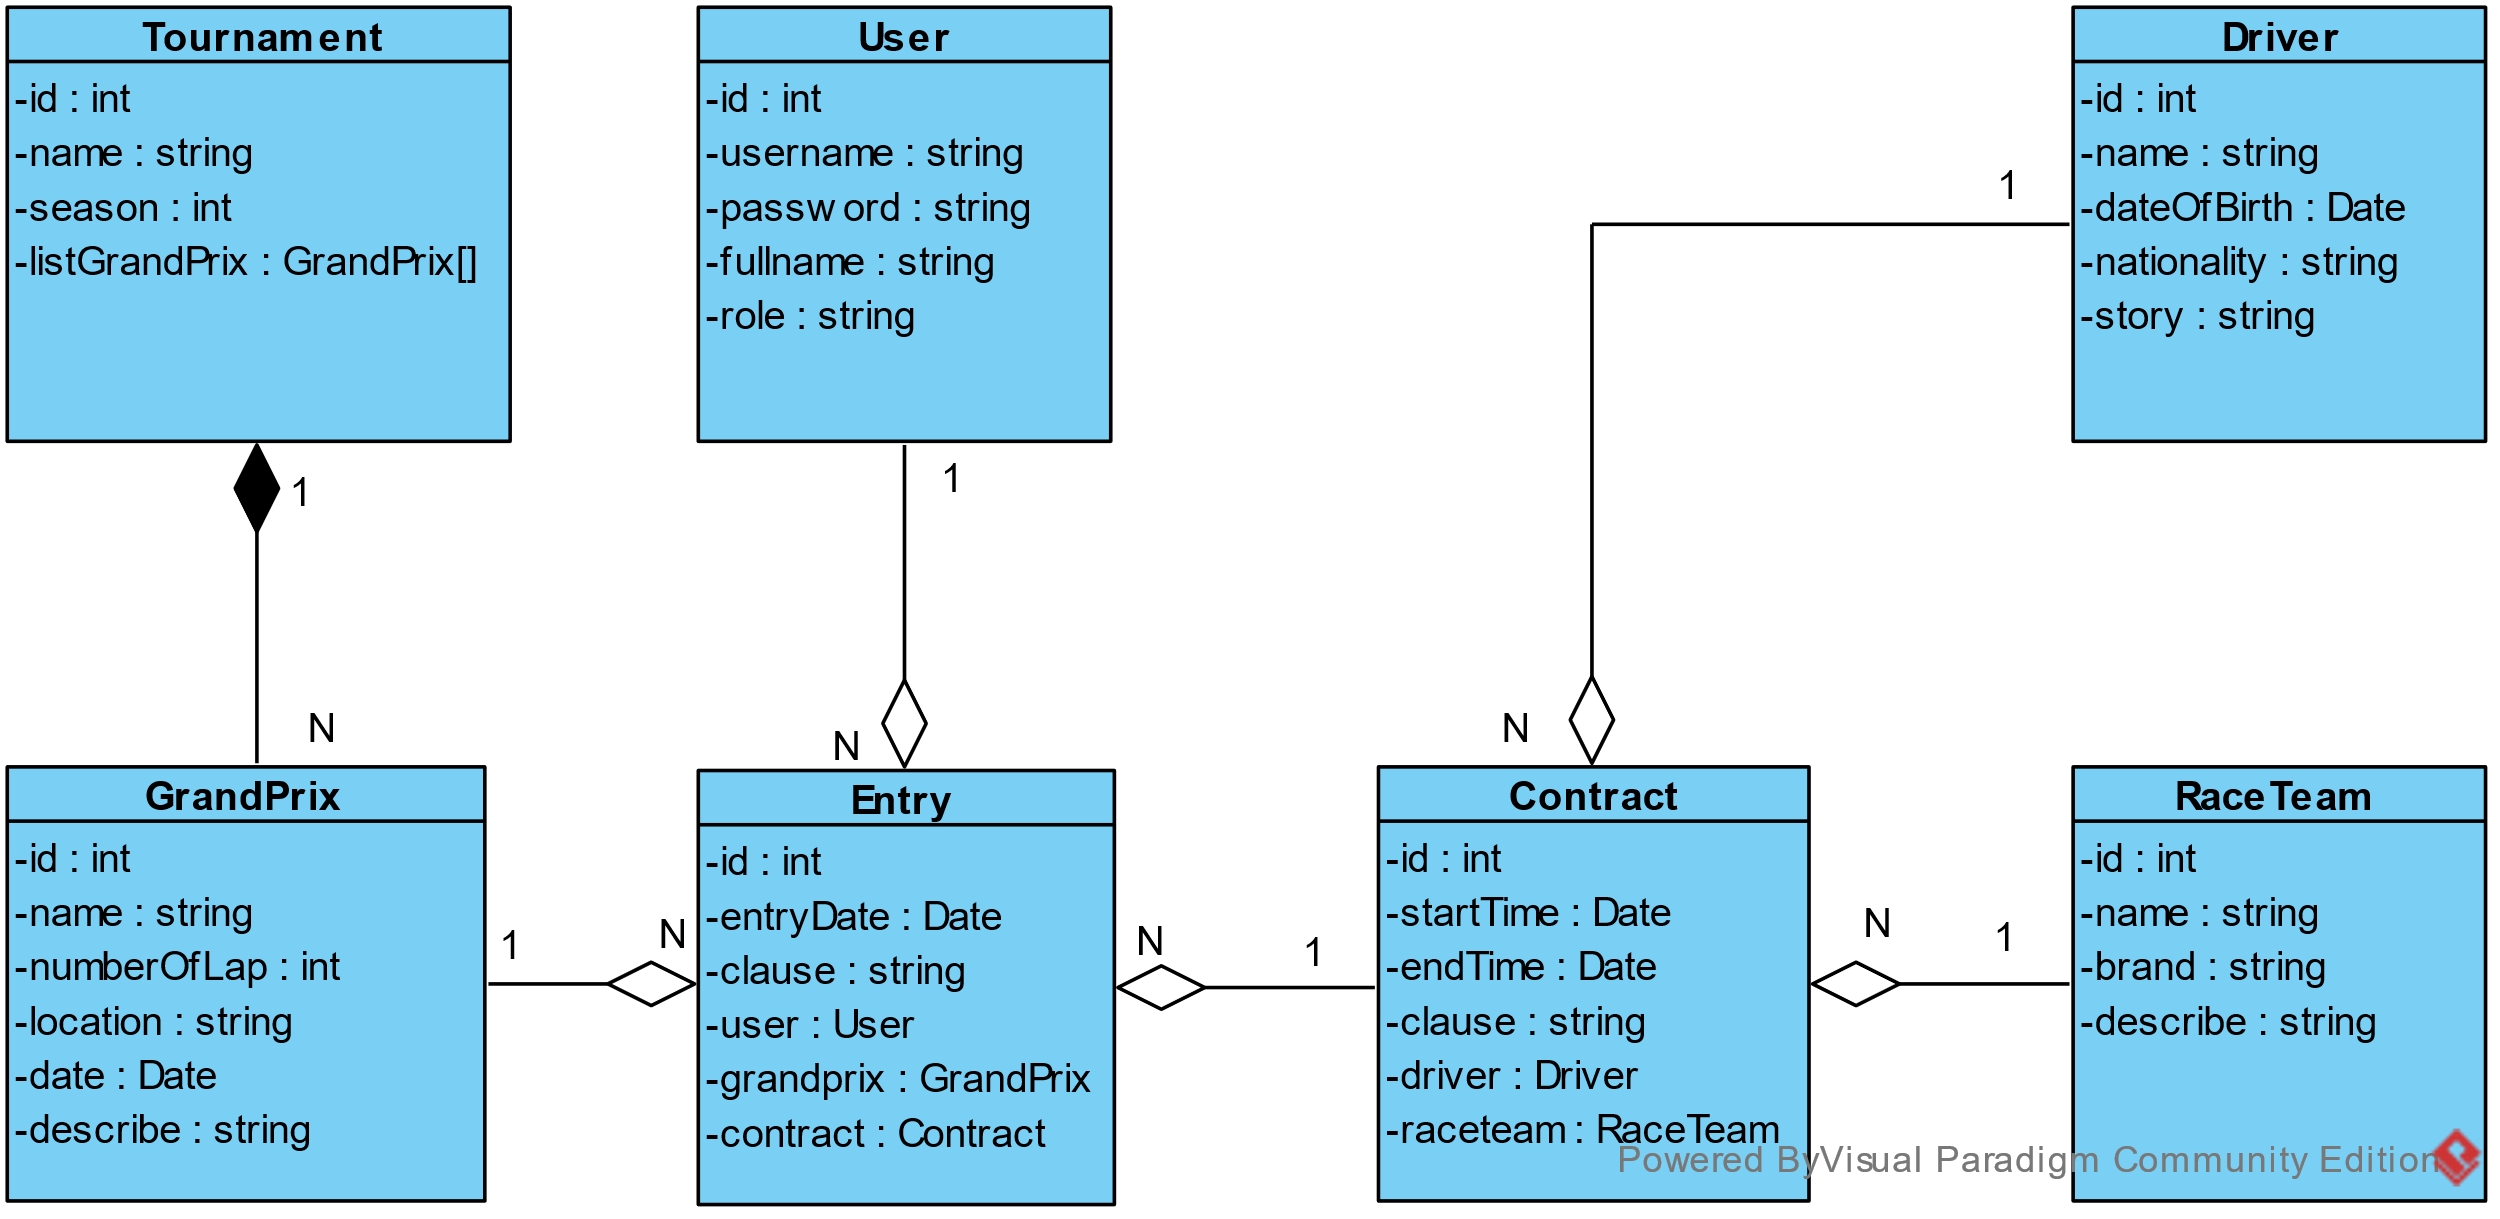 Tournament
-id : int
-name : string
-season : int
-listGrandPrix : GrandPrix[]
User
-id : int
-username : string
-password : string
-fullname : string
-role : string
Driver
-id : int
-name : string
-dateOfBirth : Date
-nationality : string
-story : string
1
1
1
N
N
N
GrandPrix
-id : int
-name : string
-numberOfLap : int
-location : string
-date : Date
-describe : string
1
N
Entry
-id : int
-entryDate : Date
-clause : string
-user : User
-grandprix : GrandPrix
-contract : Contract
N
1
Contract
-id : int
-startTime : Date
-endTime : Date
-clause : string
-driver : Driver
-raceteam : RaceTeam
N
1
RaceTeam
-id : int
-name : string
-brand : string
-describe : string
Powered By Visual Paradigm Community Edition